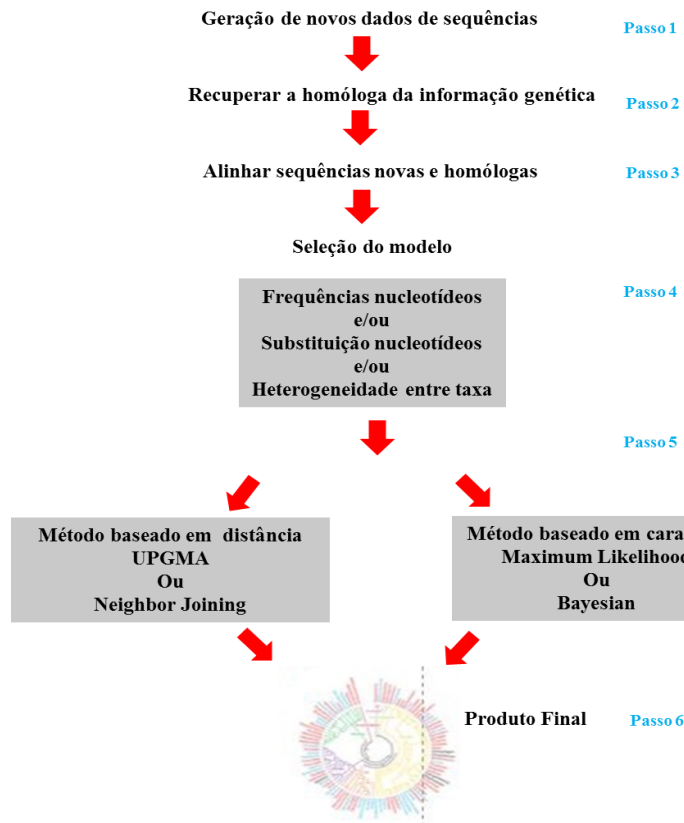 Geração de novos dados de sequências
Passo 1
Recuperar a homóloga da informação genética
Passo 2
Alinhar sequências novas e homólogas
Passo 3
Seleção do modelo
Frequências nucleotídeos
e/ou
Substituição nucleotídeos
e/ou
Heterogeneidade entre taxa
Passo 4
Passo 5
Método baseado em distância
UPGMA
Ou
Neighbor Joining
Método baseado em cara
Maximum Likelihood
Ou
Bayesian
Produto Final
Passo 6